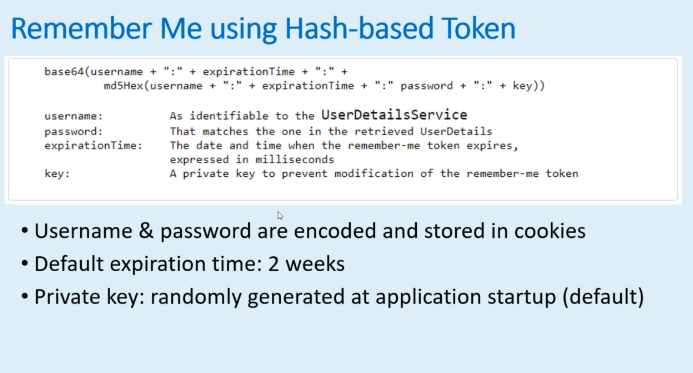 Remember Me using Hash-based Token
base64(username + ":" + expirationTime + ":" +
md5Hex(username + ":" + expirationTime + ":" password + ":" + key))
username: As identifiable to the UserDetailsService
password: That matches the one in the retrieved UserDetails
expirationTime: The date and time when the remember-me token expires,
expressed in milliseconds
key: A private key to prevent modification of the remember-me token
• Username & password are encoded and stored in cookies
• Default expiration time: 2 weeks
• Private key: randomly generated at application startup (default)